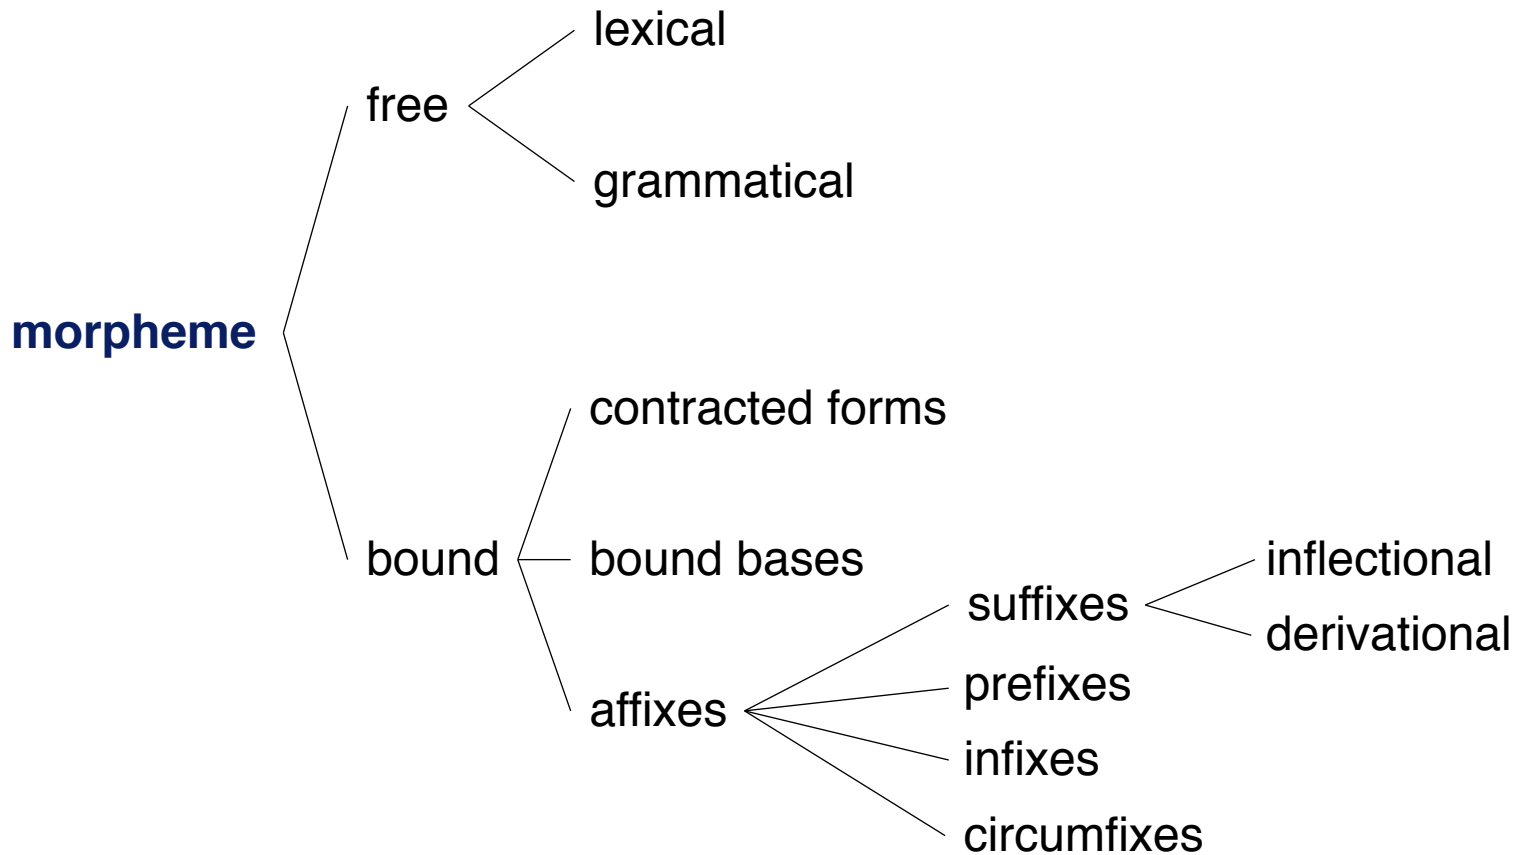 lexical
free
grammatical
morpheme
contracted forms
bound
bound bases
inflectional
suffixes
derivational
prefixes
affixes
infixes
circumfixes